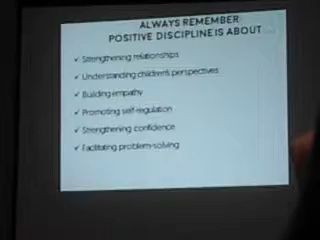 ALWAYS REMEMBER:
POSITIVE DISCIPLINE IS ABOUT...
✓ Strengthening relationships
✓ Understanding children's perspectives
✓ Building empathy
✓ Promoting self-regulation
✓ Strengthening confidence
✓ Facilitating problem-solving